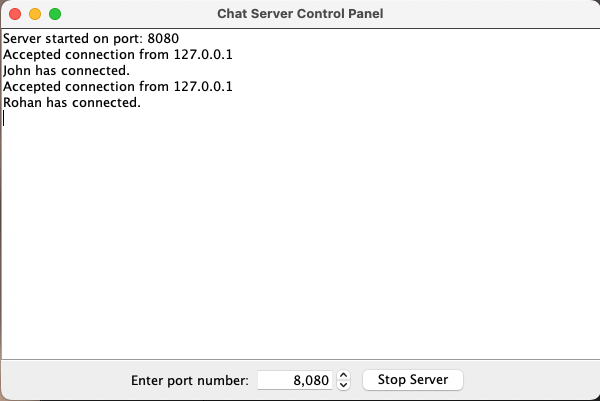 Chat Server Control Panel
Server started on port: 8080
Accepted connection from 127.0.0.1
John has connected.
Accepted connection from 127.0.0.1
Rohan has connected.
Enter port number: 8,080 Stop Server